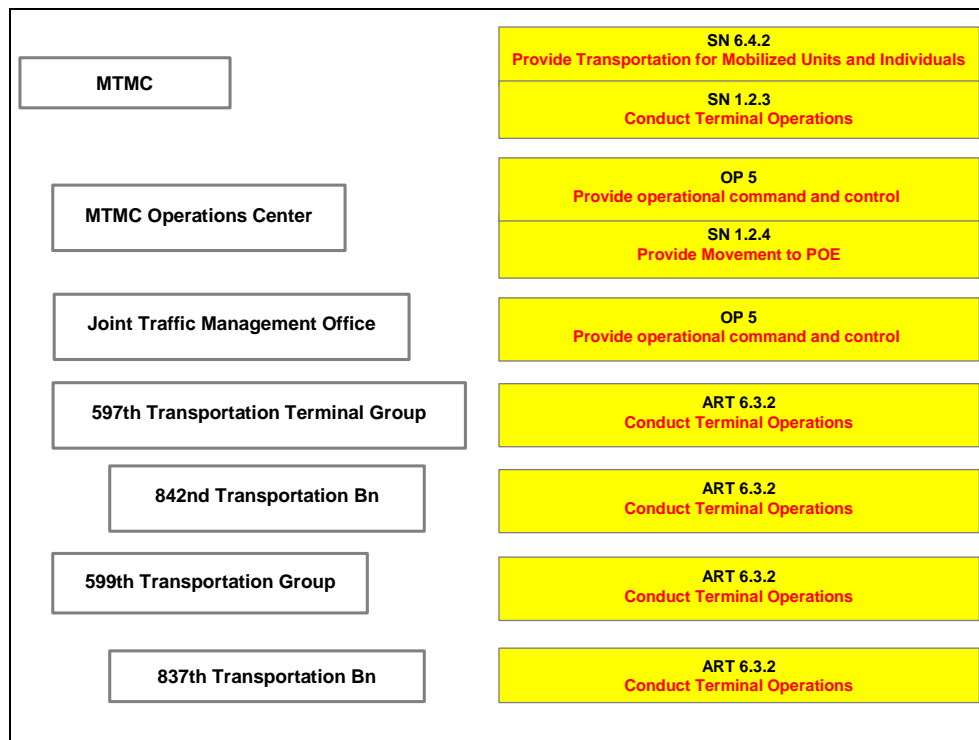 MTMC
SN 6.4.2
Provide Transportation for Mobilized Units and Individuals
SN 1.2.3
Conduct Terminal Operations
MTMC Operations Center
OP 5
Provide operational command and control
SN 1.2.4
Provide Movement to POE
Joint Traffic Management Office
OP 5
Provide operational command and control
597th Transportation Terminal Group
ART 6.3.2
Conduct Terminal Operations
842nd Transportation Bn
ART 6.3.2
Conduct Terminal Operations
599th Transportation Group
ART 6.3.2
Conduct Terminal Operations
837th Transportation Bn
ART 6.3.2
Conduct Terminal Operations